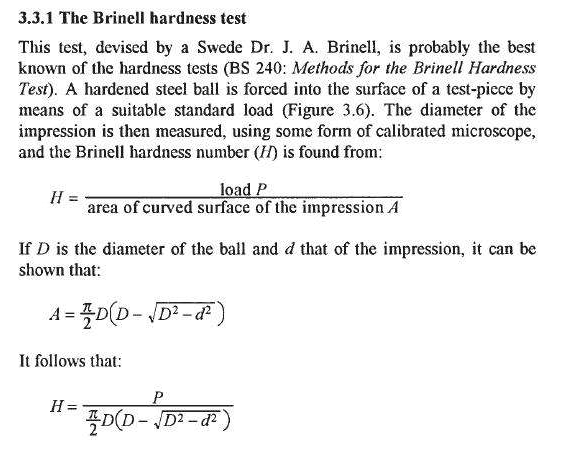 3.3.1 The Brinell hardness test
This test, devised by a Swede Dr. J. A. Brinell, is probably the best
known of the hardness tests (BS 240: Methods for the Brinell Hardness
Test). A hardened steel ball is forced into the surface of a test-piece by
means of a suitable standard load (Figure 3.6). The diameter of the
impression is then measured, using some form of calibrated microscope,
and the Brinell hardness number (H) is found from:
H = load P / area of curved surface of the impression A
If D is the diameter of the ball and d that of the impression, it can be
shown that:
A = π/2 D(D − √D² − d²)
It follows that:
H = P / π/2 D(D − √D² − d²)